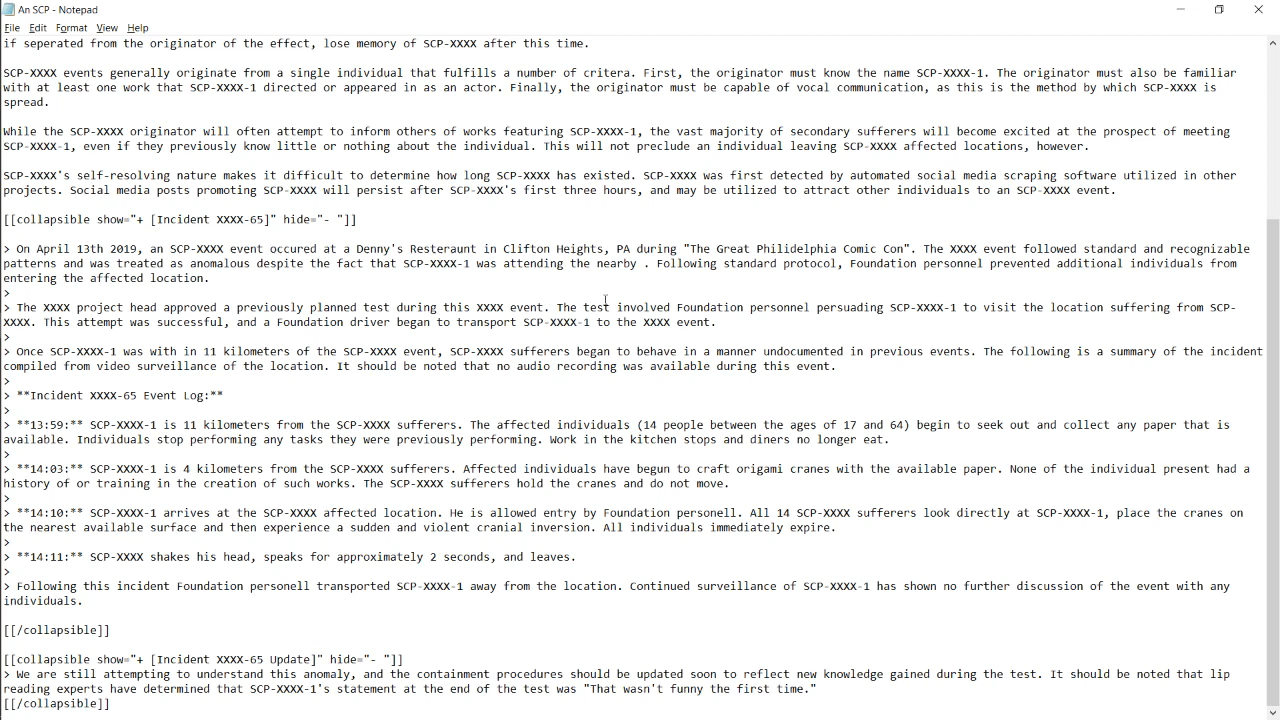 An SCP - Notepad
File Edit Format View Help
if seperated from the originator of the effect, lose memory of SCP-XXXX after this time.
SCP-XXXX events generally originate from a single individual that fulfills a number of critera. First, the originator must know the name SCP-XXXX-1. The originator must also be familiar
with at least one work that SCP-XXXX-1 directed or appeared in as an actor. Finally, the originator must be capable of vocal communication, as this is the method by which SCP-XXXX is
spread.
While the SCP-XXXX originator will often attempt to inform others of works featuring SCP-XXXX-1, the vast majority of secondary sufferers will become excited at the prospect of meeting
SCP-XXXX-1, even if they previously know little or nothing about the individual. This will not preclude an individual leaving SCP-XXXX affected locations, however.
SCP-XXXX's self-resolving nature makes it difficult to determine how long SCP-XXXX has existed. SCP-XXXX was first detected by automated social media scraping software utilized in other
projects. Social media posts promoting SCP-XXXX will persist after SCP-XXXX's first three hours, and may be utilized to attract other individuals to an SCP-XXXX event.
[[collapsible show="+ [Incident XXXX-65]" hide="- "]]
> On April 13th 2019, an SCP-XXXX event occured at a Denny's Resteraunt in Clifton Heights, PA during "The Great Philidelphia Comic Con". The XXXX event followed standard and recognizable
patterns and was treated as anomalous despite the fact that SCP-XXXX-1 was attending the nearby . Following standard protocol, Foundation personnel prevented additional individuals from
entering the affected location.
>
> The XXXX project head approved a previously planned test during this XXXX event. The test involved Foundation personnel persuading SCP-XXXX-1 to visit the location suffering from SCP-
XXXX. This attempt was successful, and a Foundation driver began to transport SCP-XXXX-1 to the XXXX event.
>
> Once SCP-XXXX-1 was with in 11 kilometers of the SCP-XXXX event, SCP-XXXX sufferers began to behave in a manner undocumented in previous events. The following is a summary of the incident
compiled from video surveillance of the location. It should be noted that no audio recording was available during this event.
>
> **Incident XXXX-65 Event Log:**
>
> **13:59:** SCP-XXXX-1 is 11 kilometers from the SCP-XXXX sufferers. The affected individuals (14 people between the ages of 17 and 64) begin to seek out and collect any paper that is
available. Individuals stop performing any tasks they were previously performing. Work in the kitchen stops and diners no longer eat.
>
> **14:03:** SCP-XXXX-1 is 4 kilometers from the SCP-XXXX sufferers. Affected individuals have begun to craft origami cranes with the available paper. None of the individual present had a
history of or training in the creation of such works. The SCP-XXXX sufferers hold the cranes and do not move.
>
> **14:10:** SCP-XXXX-1 arrives at the SCP-XXXX affected location. He is allowed entry by Foundation personell. All 14 SCP-XXXX sufferers look directly at SCP-XXXX-1, place the cranes on
the nearest available surface and then experience a sudden and violent cranial inversion. All individuals immediately expire.
>
> **14:11:** SCP-XXXX shakes his head, speaks for approximately 2 seconds, and leaves.
>
> Following this incident Foundation personell transported SCP-XXXX-1 away from the location. Continued surveillance of SCP-XXXX-1 has shown no further discussion of the event with any
individuals.
[[/collapsible]]
[[collapsible show="+ [Incident XXXX-65 Update]" hide="- "]]
> We are still attempting to understand this anomaly, and the containment procedures should be updated soon to reflect new knowledge gained during the test. It should be noted that lip
reading experts have determined that SCP-XXXX-1's statement at the end of the test was "That wasn't funny the first time."
[[/collapsible]]